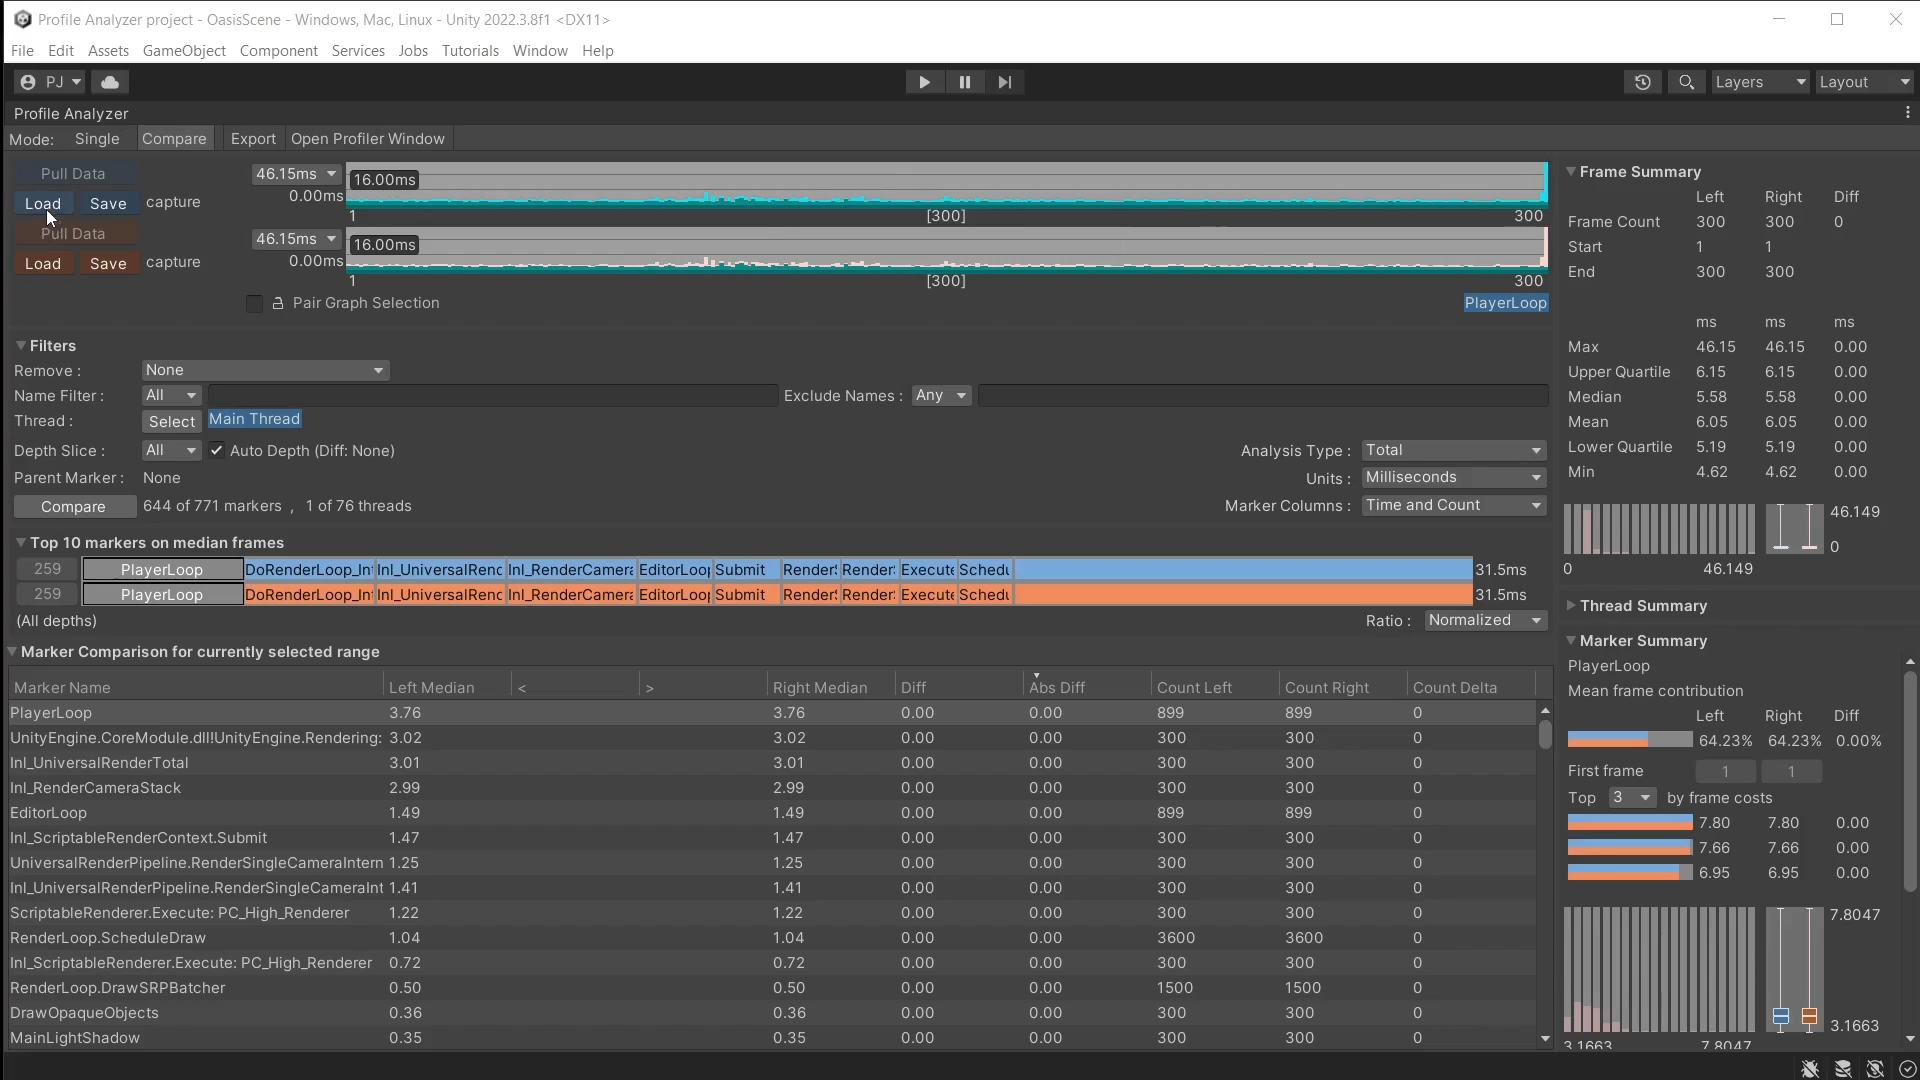 Profile Analyzer project - OasisScene - Windows, Mac, Linux - Unity 2022.3.8f1 <DX11>
File Edit Assets GameObject Component Services Jobs Tutorials Window Help
PJ Layers Layout
Profile Analyzer
Mode: Single Compare Export Open Profiler Window
Pull Data 46.15ms 16.00ms
Load Save capture 0.00ms
1 [300] 300
Pull Data 46.15ms 16.00ms
Load Save capture 0.00ms
1 [300] 300
Pair Graph Selection PlayerLoop
Filters
Remove : None
Name Filter : All Exclude Names : Any
Thread : Select Main Thread
Depth Slice : All Auto Depth (Diff: None) Analysis Type : Total
Parent Marker : None Units : Milliseconds
Compare 644 of 771 markers , 1 of 76 threads Marker Columns : Time and Count
Top 10 markers on median frames
259 PlayerLoop DoRenderLoop_Int Inl_UniversalRend Inl_RenderCamera EditorLoop Submit RenderS Render Execute Schedu 31.5ms
259 PlayerLoop DoRenderLoop_Int Inl_UniversalRend Inl_RenderCamera EditorLoop Submit RenderS Render Execute Schedu 31.5ms
(All depths) Ratio : Normalized
Marker Comparison for currently selected range
Marker Name Left Median < > Right Median Diff Abs Diff Count Left Count Right Count Delta
PlayerLoop 3.76 3.76 0.00 0.00 899 899 0
UnityEngine.CoreModule.dll!UnityEngine.Rendering: 3.02 3.02 0.00 0.00 300 300 0
Inl_UniversalRenderTotal 3.01 3.01 0.00 0.00 300 300 0
Inl_RenderCameraStack 2.99 2.99 0.00 0.00 300 300 0
EditorLoop 1.49 1.49 0.00 0.00 899 899 0
Inl_ScriptableRenderContext.Submit 1.47 1.47 0.00 0.00 300 300 0
UniversalRenderPipeline.RenderSingleCameraIntern 1.25 1.25 0.00 0.00 300 300 0
Inl_UniversalRenderPipeline.RenderSingleCameraInt 1.41 1.41 0.00 0.00 300 300 0
ScriptableRenderer.Execute: PC_High_Renderer 1.22 1.22 0.00 0.00 300 300 0
RenderLoop.ScheduleDraw 1.04 1.04 0.00 0.00 3600 3600 0
Inl_ScriptableRenderer.Execute: PC_High_Renderer 0.72 0.72 0.00 0.00 300 300 0
RenderLoop.DrawSRPBatcher 0.50 0.50 0.00 0.00 1500 1500 0
DrawOpaqueObjects 0.36 0.36 0.00 0.00 300 300 0
MainLightShadow 0.35 0.35 0.00 0.00 300 300 0
Frame Summary
Left Right Diff
Frame Count 300 300 0
Start 1 1
End 300 300
ms ms ms
Max 46.15 46.15 0.00
Upper Quartile 6.15 6.15 0.00
Median 5.58 5.58 0.00
Mean 6.05 6.05 0.00
Lower Quartile 5.19 5.19 0.00
Min 4.62 4.62 0.00
46.149
0
0 46.149
Thread Summary
Marker Summary
PlayerLoop
Mean frame contribution
Left Right Diff
64.23% 64.23% 0.00%
First frame 1 1
Top 3 by frame costs
7.80 7.80 0.00
7.66 7.66 0.00
6.95 6.95 0.00
7.8047
3.1663
3.1663 7.8047